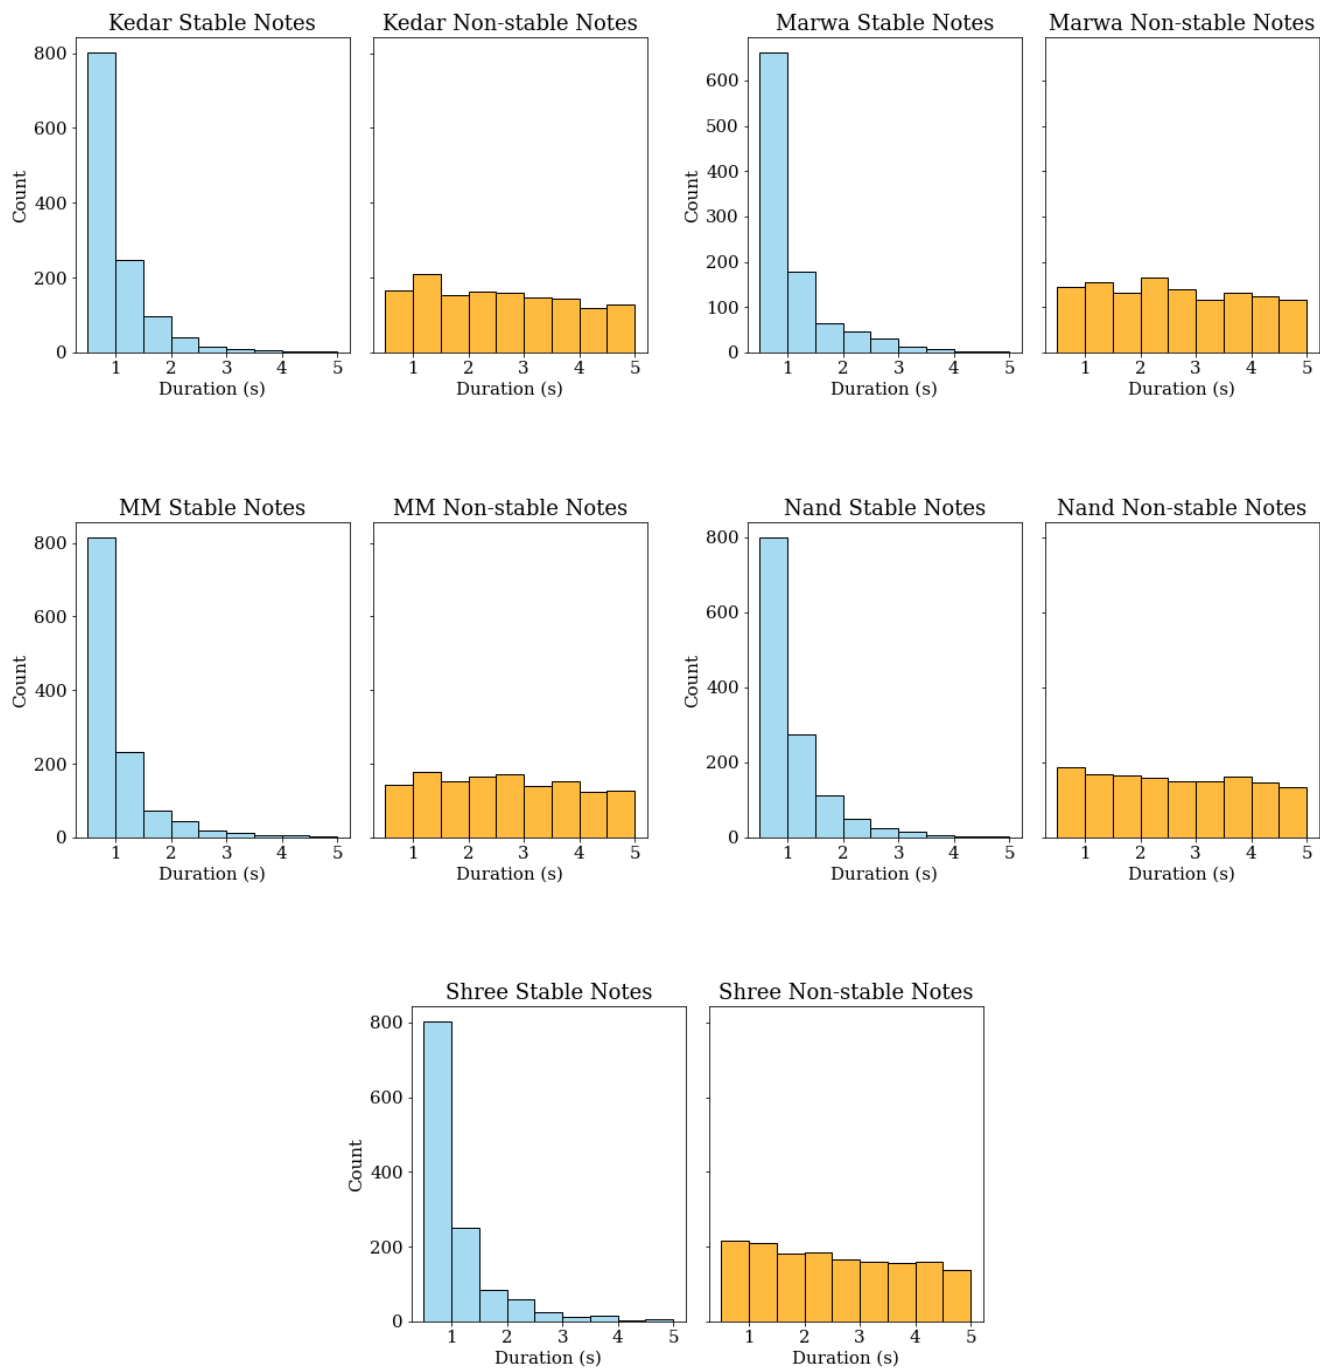 Kedar Stable Notes
Kedar Non-stable Notes
Marwa Stable Notes
Marwa Non-stable Notes
800
600
400
200
0
Count
1 2 3 4 5
Duration (s)
1 2 3 4 5
Duration (s)
600
500
400
300
200
100
0
Count
1 2 3 4 5
Duration (s)
1 2 3 4 5
Duration (s)
MM Stable Notes
MM Non-stable Notes
Nand Stable Notes
Nand Non-stable Notes
800
600
400
200
0
Count
1 2 3 4 5
Duration (s)
1 2 3 4 5
Duration (s)
800
600
400
200
0
Count
1 2 3 4 5
Duration (s)
1 2 3 4 5
Duration (s)
Shree Stable Notes
Shree Non-stable Notes
800
600
400
200
0
Count
1 2 3 4 5
Duration (s)
1 2 3 4 5
Duration (s)